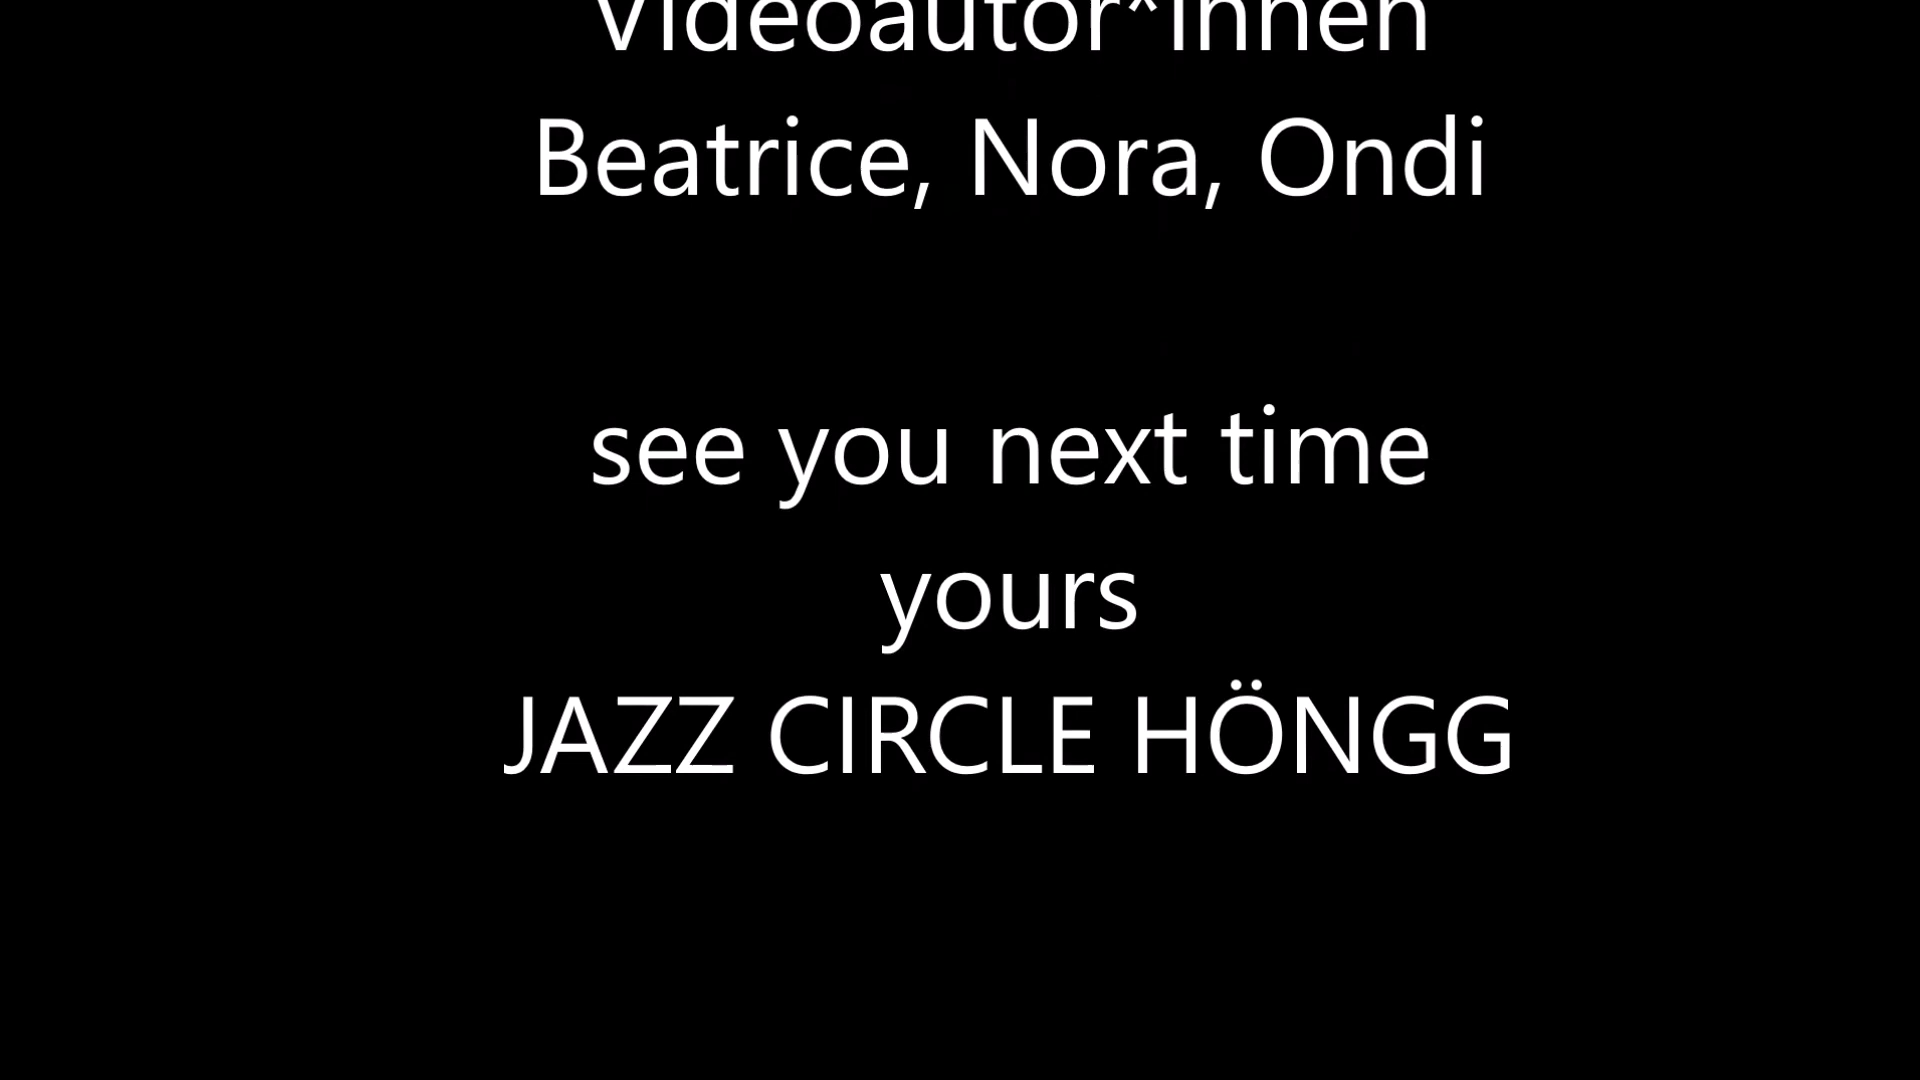 Videoautor*innen
Beatrice, Nora, Ondi
see you next time
yours
JAZZ CIRCLE HÖNGG